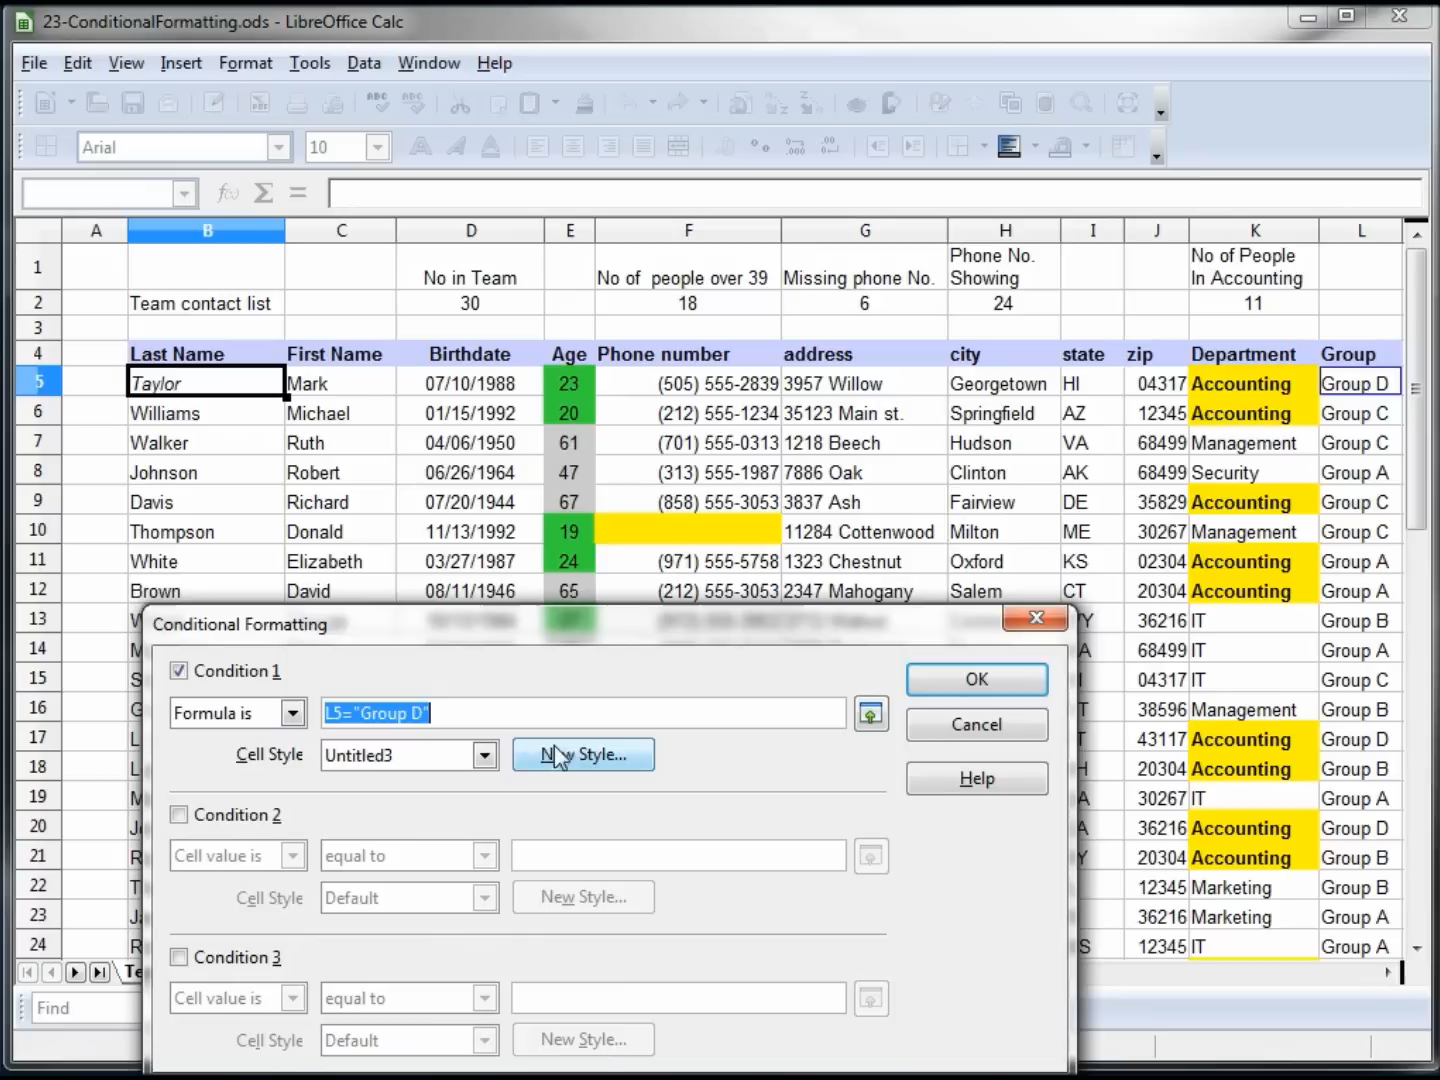 23-ConditionalFormatting.ods - LibreOffice Calc
File Edit View Insert Format Tools Data Window Help
Arial 10
A B C D E F G H I J K L
1 No in Team No of people over 39 Missing phone No. Phone No. Showing No of People In Accounting
2 Team contact list 30 18 6 24 11
3
4 Last Name First Name Birthdate Age Phone number address city state zip Department Group
5 Taylor Mark 07/10/1988 23 (505) 555-2839 3957 Willow Georgetown HI 04317 Accounting Group D
6 Williams Michael 01/15/1992 20 (212) 555-1234 35123 Main st. Springfield AZ 12345 Accounting Group C
7 Walker Ruth 04/06/1950 61 (701) 555-0313 1218 Beech Hudson VA 68499 Management Group C
8 Johnson Robert 06/26/1964 47 (313) 555-1987 7886 Oak Clinton AK 68499 Security Group A
9 Davis Richard 07/20/1944 67 (858) 555-3053 3837 Ash Fairview DE 35829 Accounting Group C
10 Thompson Donald 11/13/1992 19 11284 Cottenwood Milton ME 30267 Management Group C
11 White Elizabeth 03/27/1987 24 (971) 555-5758 1323 Chestnut Oxford KS 02304 Accounting Group A
12 Brown David 08/11/1946 65 (212) 555-3053 2347 Mahogany Salem CT 20304 Accounting Group A
13 36216 IT Group B
14 68499 IT Group A
15 04317 IT Group C
16 38596 Management Group B
17 43117 Accounting Group D
18 20304 Accounting Group B
19 30267 IT Group A
20 36216 Accounting Group D
21 20304 Accounting Group B
22 12345 Marketing Group B
23 36216 Marketing Group A
24 12345 IT Group A
Find
Conditional Formatting
Condition 1
Formula is L5="Group D"
Cell Style Untitled3 New Style...
Condition 2
Cell value is equal to
Cell Style Default New Style...
Condition 3
Cell value is equal to
Cell Style Default New Style...
OK
Cancel
Help